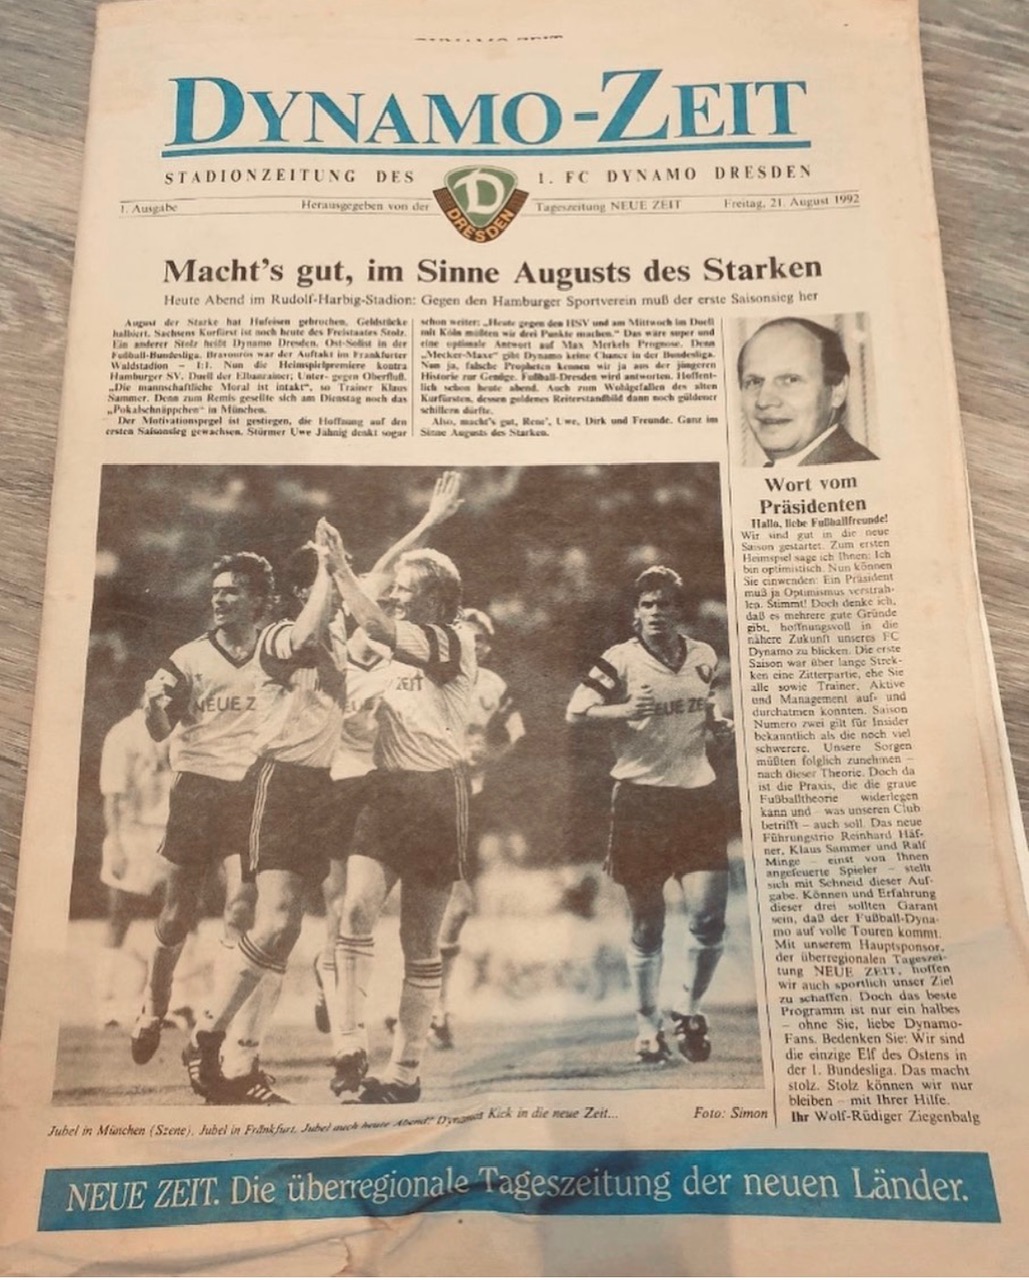 DYNAMO-ZEIT
STADIONZEITUNG DES 1. FC DYNAMO DRESDEN
D
DRESDEN
1. Ausgabe Herausgegeben von der Tageszeitung NEUE ZEIT Freitag, 21. August 1992
Macht's gut, im Sinne Augusts des Starken
Heute Abend im Rudolf-Harbig-Stadion: Gegen den Hamburger Sportverein muß der erste Saisonsieg her
August der Starke hat Hufeisen gebrochen, Geldstücke
halbiert. Sachsens Kurfürst ist noch heute des Freistaates Stolz.
Ein anderer Stolz heißt Dynamo Dresden. Ost-Solist in der
Fußball-Bundesliga. Bravourös war der Auftakt im Frankfurter
Waldstadion – 1:1. Nun die Heimspielpremiere kontra
Hamburger SV. Duell der Elbanrainer; Unter- gegen Oberfluß.
„Die mannschaftliche Moral ist intakt", so Trainer Klaus
Sammer. Denn zum Remis gesellte sich am Dienstag noch das
„Pokalschnäppchen" in München.
Der Motivationspegel ist gestiegen, die Hoffnung auf den
ersten Saisonsieg gewachsen. Stürmer Uwe Jähnig denkt sogar
schon weiter: „Heute gegen den HSV und am Mittwoch im Duell
mit Köln müßten wir drei Punkte machen." Das wäre super und
eine optimale Antwort auf Max Merkels Prognose. Denn
„Mecker-Maxe" gibt Dynamo keine Chance in der Bundesliga.
Nun ja, falsche Propheten kennen wir ja aus der jüngeren
Historie zur Genüge. Fußball-Dresden wird antworten. Hoffent-
lich schon heute abend. Auch zum Wohlgefallen des alten
Kurfürsten, dessen goldenes Reiterstandbild dann noch güldener
schillern dürfte.
Also, macht's gut, Rene', Uwe, Dirk und Freunde. Ganz im
Sinne Augusts des Starken.
Wort vom
Präsidenten
Hallo, liebe Fußballfreunde!
Wir sind gut in die neue
Saison gestartet. Zum ersten
Heimspiel sage ich Ihnen: Ich
bin optimistisch. Nun können
Sie einwenden: Ein Präsident
muß ja Optimismus verstrah-
len. Stimmt! Doch denke ich,
daß es mehrere gute Gründe
gibt, hoffnungsvoll in die
nähere Zukunft unseres FC
Dynamo zu blicken. Die erste
Saison war über lange Strek-
ken eine Zitterpartie, ehe Sie
alle sowie Trainer, Aktive
und Management auf- und
durchatmen konnten. Saison
Numero zwei gilt für Insider
bekanntlich als die noch viel
schwerere. Unsere Sorgen
müßten folglich zunehmen –
nach dieser Theorie. Doch da
ist die Praxis, die die graue
Fußballtheorie widerlegen
kann und – was unseren Club
betrifft – auch soll. Das neue
Führungstrio Reinhard Häf-
ner, Klaus Sammer und Ralf
Minge – einst von Ihnen
angefeuerte Spieler – stellt
sich mit Schneid dieser Auf-
gabe. Können und Erfahrung
dieser drei sollten Garant
sein, daß der Fußball-Dyna-
mo auf volle Touren kommt.
Mit unserem Hauptsponsor,
der überregionalen Tageszei-
tung NEUE ZEIT, hoffen
wir auch sportlich unser Ziel
zu schaffen. Doch das beste
Programm ist nur ein halbes
– ohne Sie, liebe Dynamo-
Fans. Bedenken Sie: Wir sind
die einzige Elf des Ostens in
der 1. Bundesliga. Das macht
stolz. Stolz können wir nur
bleiben – mit Ihrer Hilfe.
Ihr Wolf-Rüdiger Ziegenbalg
NEUE Z
ZEIT
EUE ZE
Jubel in München (Szene), Jubel in Frankfurt, Jubel auch heute Abend? Dynamos Kick in die neue Zeit... Foto: Simon
NEUE ZEIT. Die überregionale Tageszeitung der neuen Länder.